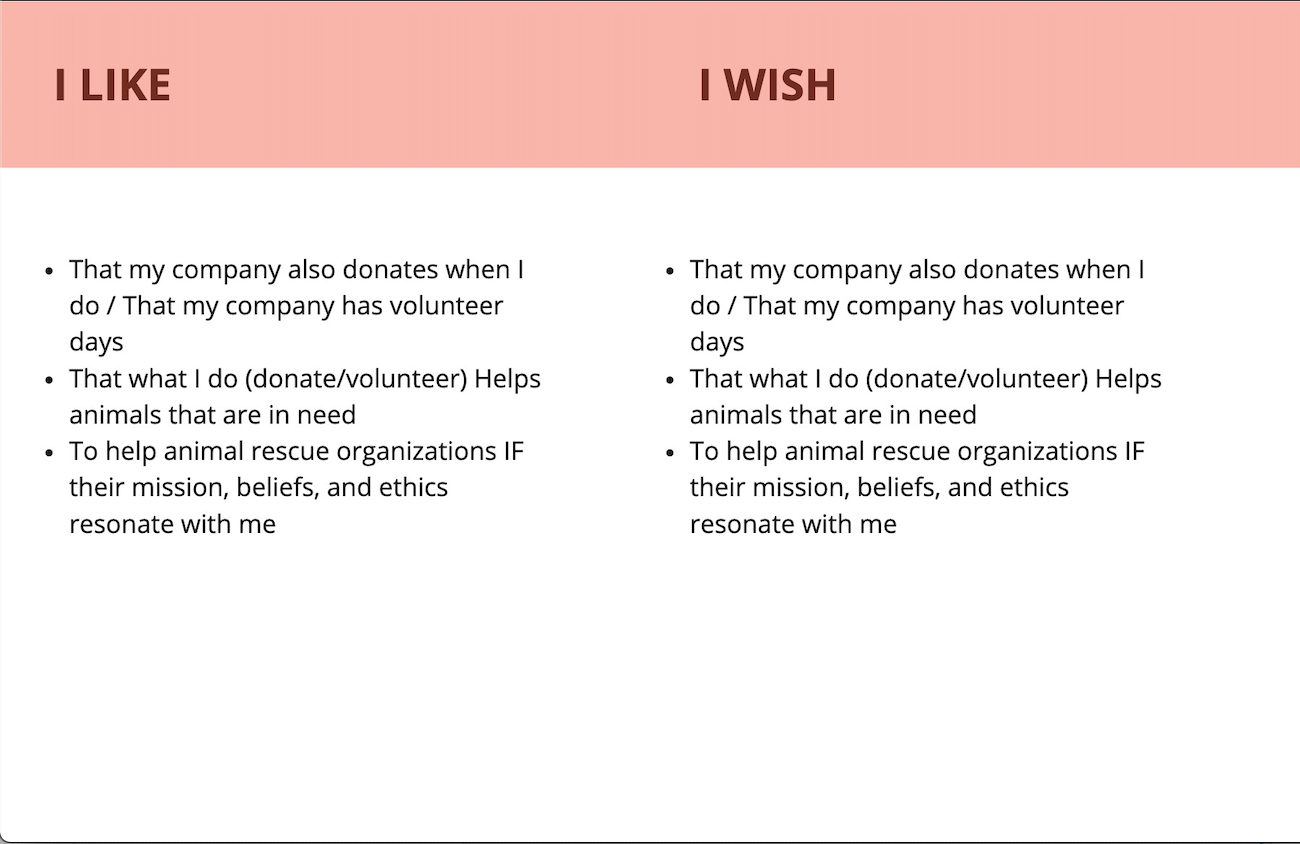 I LIKE
That my company also donates when I
do / That my company has volunteer
days
That what I do (donate/volunteer) Helps
animals that are in need
To help animal rescue organizations IF
their mission, beliefs, and ethics
resonate with me
I WISH
That my company also donates when I
do / That my company has volunteer
days
That what I do (donate/volunteer) Helps
animals that are in need
To help animal rescue organizations IF
their mission, beliefs, and ethics
resonate with me